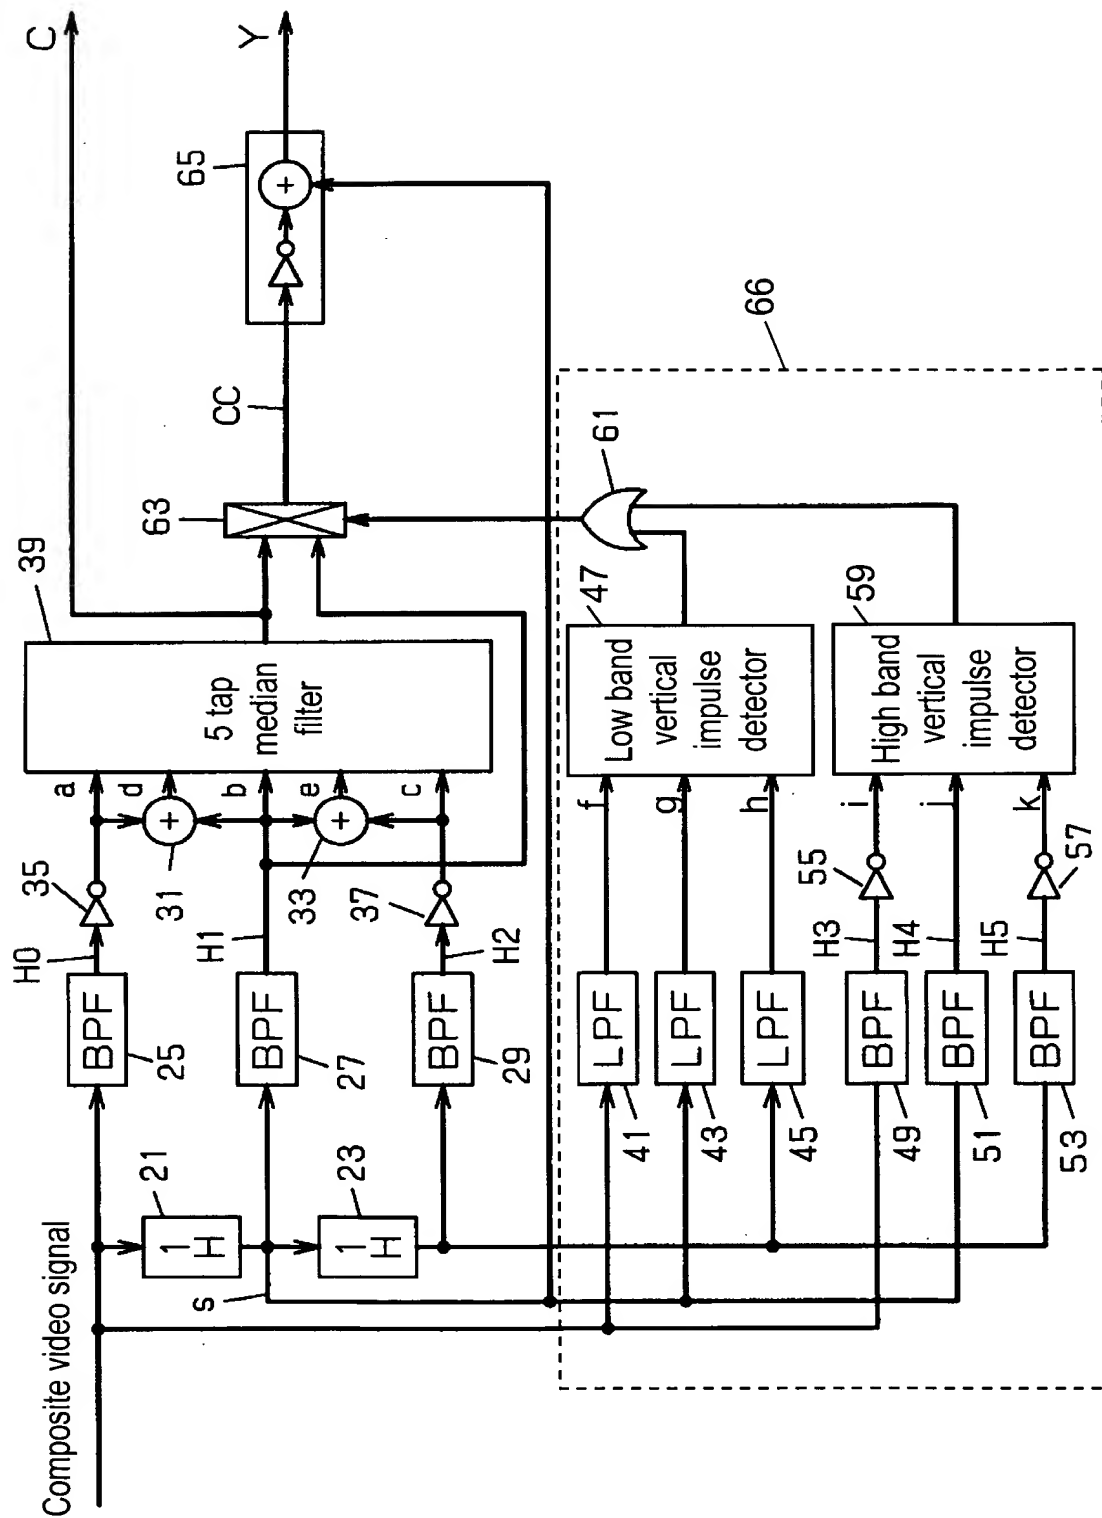 Composite video signal
21
1H
s
23
1H
BPF
25
BPF
27
BPF
29
H0
35
H1
H2
37
a
d
b
e
c
31
33
5 tap
median
filter
39
C
63
CC
65
Y
66
LPF
41
LPF
43
LPF
45
BPF
49
BPF
51
BPF
53
H3
H4
H5
55
57
f
g
h
i
j
k
Low band
vertical
impulse
detector
47
High band
vertical
impulse
detector
59
61
+
+
+